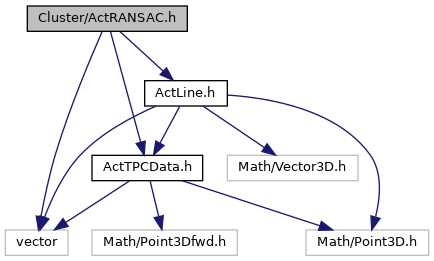 Cluster/ActRANSAC.h
ActLine.h
ActTPCData.h
Math/Vector3D.h
vector
Math/Point3Dfwd.h
Math/Point3D.h